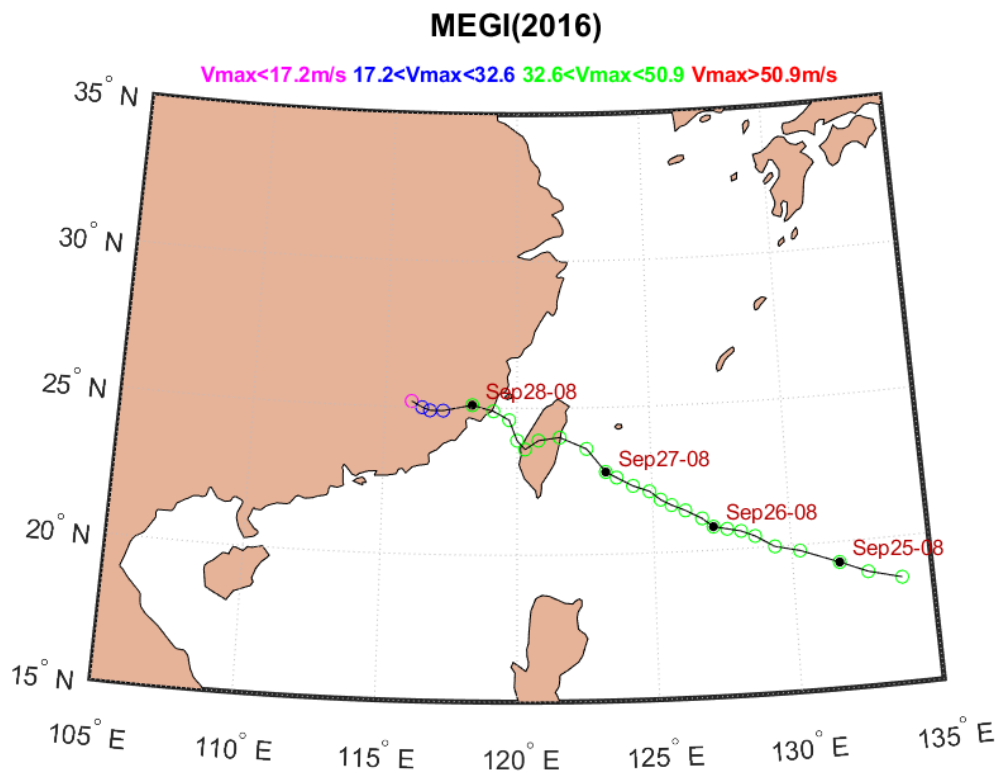 MEGI(2016)
Vmax<17.2m/s 17.2<Vmax<32.6 32.6<Vmax<50.9 Vmax>50.9m/s
35° N
30° N
25° N
20° N
15° N
Sep28-08
Sep27-08
Sep26-08
Sep25-08
105° E
110° E
115° E
120° E
125° E
130° E
135° E